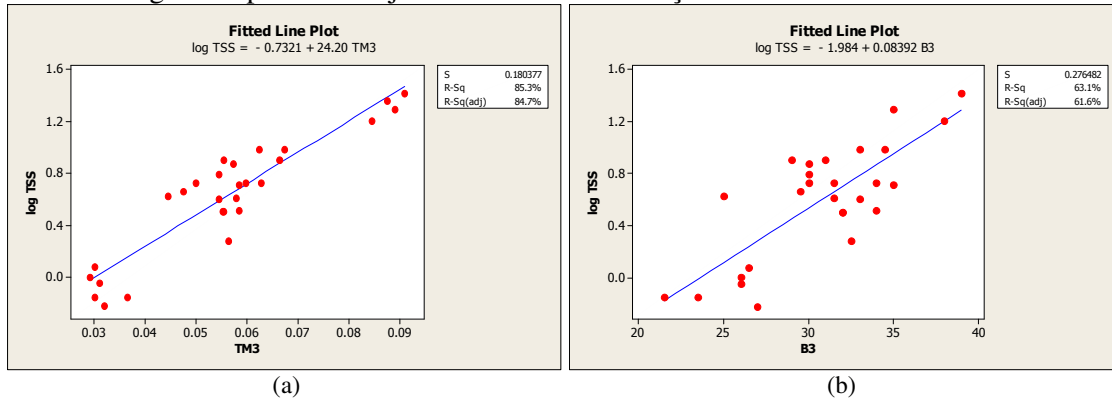 Fitted Line Plot
log TSS = - 0.7321 + 24.20 TM3
S 0.180377
R-Sq 85.3%
R-Sq(adj) 84.7%
1.6
1.2
0.8
0.4
0.0
log TSS
0.03 0.04 0.05 0.06 0.07 0.08 0.09
TM3
(a)
Fitted Line Plot
log TSS = - 1.984 + 0.08392 B3
S 0.276482
R-Sq 63.1%
R-Sq(adj) 61.6%
1.6
1.2
0.8
0.4
0.0
log TSS
20 25 30 35 40
B3
(b)